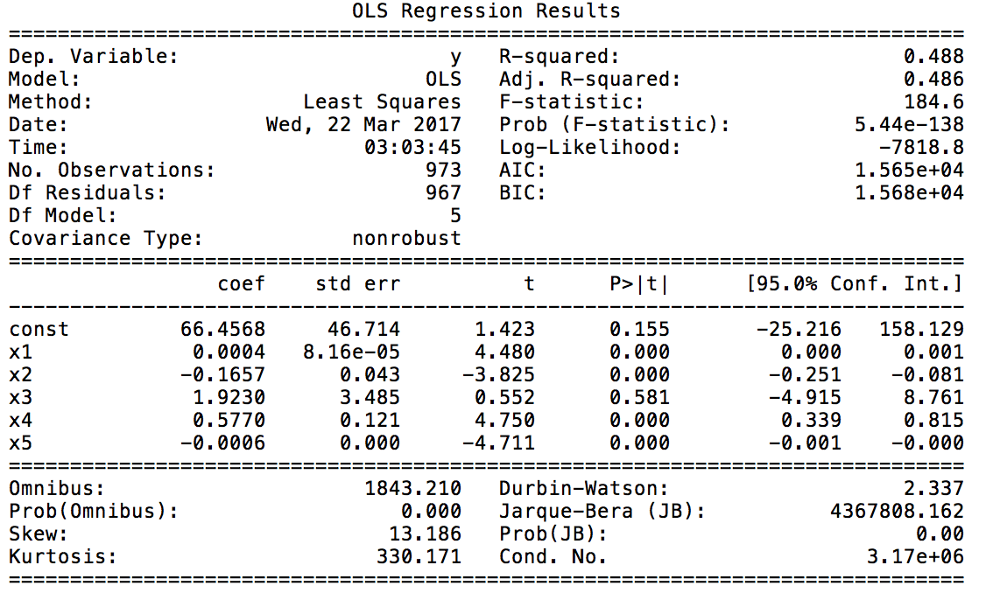 OLS Regression Results
==============================================================================
Dep. Variable:                      y   R-squared:                       0.488
Model:                            OLS   Adj. R-squared:                  0.486
Method:                 Least Squares   F-statistic:                     184.6
Date:                Wed, 22 Mar 2017   Prob (F-statistic):          5.44e-138
Time:                        03:03:45   Log-Likelihood:                -7818.8
No. Observations:                 973   AIC:                         1.565e+04
Df Residuals:                     967   BIC:                         1.568e+04
Df Model:                           5
Covariance Type:            nonrobust
==============================================================================
                 coef    std err          t      P>|t|      [95.0% Conf. Int.]
------------------------------------------------------------------------------
const         66.4568     46.714      1.423      0.155       -25.216   158.129
x1             0.0004   8.16e-05      4.480      0.000         0.000     0.001
x2            -0.1657      0.043     -3.825      0.000        -0.251    -0.081
x3             1.9230      3.485      0.552      0.581        -4.915     8.761
x4             0.5770      0.121      4.750      0.000         0.339     0.815
x5            -0.0006      0.000     -4.711      0.000        -0.001    -0.000
==============================================================================
Omnibus:                     1843.210   Durbin-Watson:                   2.337
Prob(Omnibus):                  0.000   Jarque-Bera (JB):          4367808.162
Skew:                          13.186   Prob(JB):                         0.00
Kurtosis:                     330.171   Cond. No.                     3.17e+06
==============================================================================